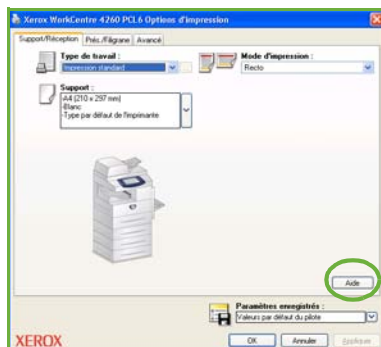 Xerox WorkCentre 4260 PCL6 Options d'impression
Support/Réception Prés./Filigrane Avancé
Type de travail :
Impression standard
Mode d'impression :
Recto
Support :
A4 (210 x 297 mm)
-Blanc
-Type par défaut de l'imprimante
Aide
Paramètres enregistrés :
Valeurs par défaut du pilote
XEROX
OK Annuler Appliquer